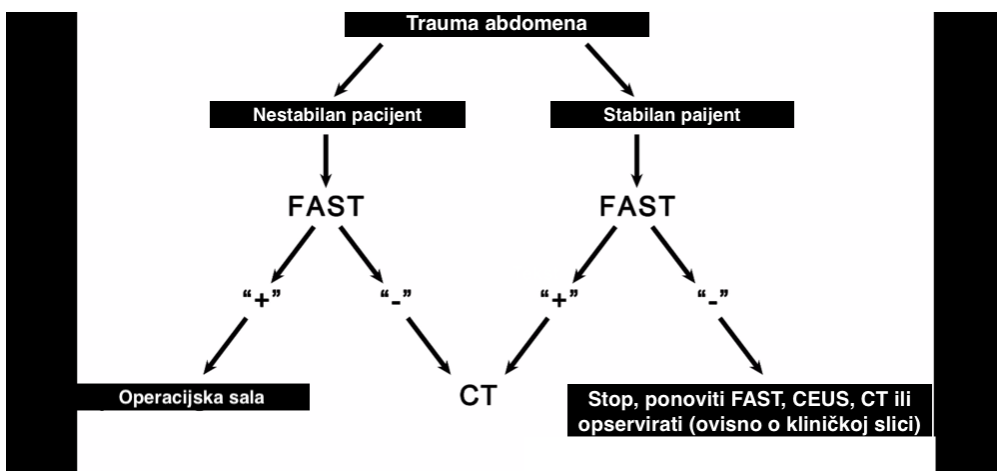 Trauma abdomena
Nestabilan pacijent
Stabilan paijent
FAST
FAST
“+”
“-”
“+”
“-”
Operacijska sala
CT
Stop, ponoviti FAST, CEUS, CT ili
opservirati (ovisno o kliničkoj slici)